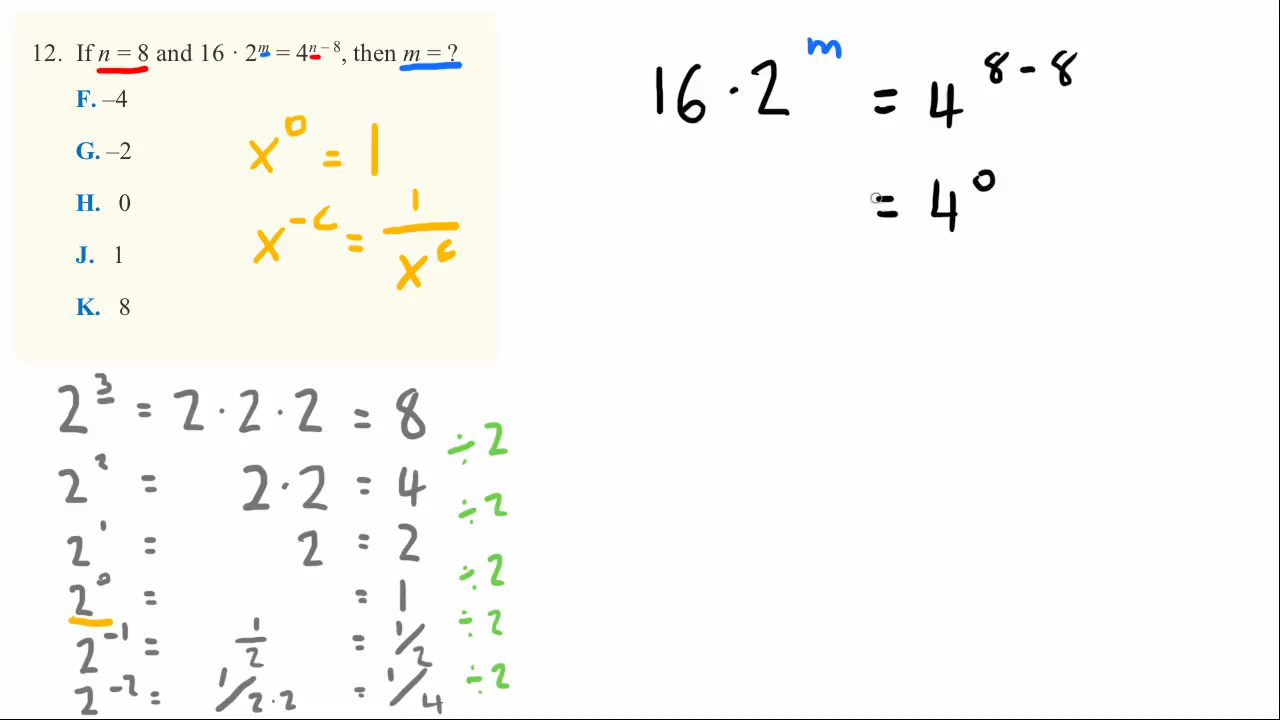 12. If n = 8 and 16 · 2^m = 4^(n – 8), then m = ?
F. –4
G. –2
H. 0
J. 1
K. 8
x^0 = 1
x^-c = 1/x^c
2^3 = 2 · 2 · 2 = 8
÷2
2^2 = 2 · 2 = 4
÷2
2^1 = 2 = 2
÷2
2^0 = = 1
÷2
2^-1 = 1/2 = 1/2
÷2
2^-2 = 1/2·2 = 1/4
16 · 2^m = 4^(8 - 8)
= 4^0